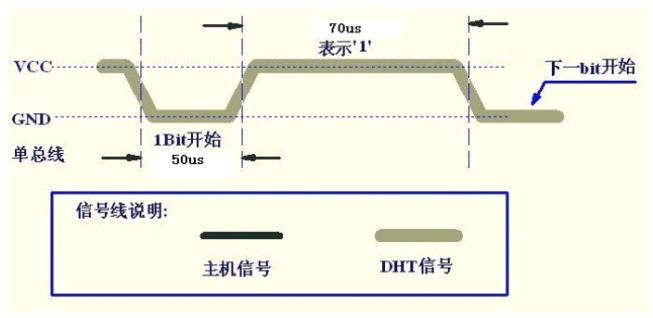 70us
表示'1'
VCC
下一bit开始
GND
1Bit开始
单总线
50us
信号线说明:
主机信号
DHT信号